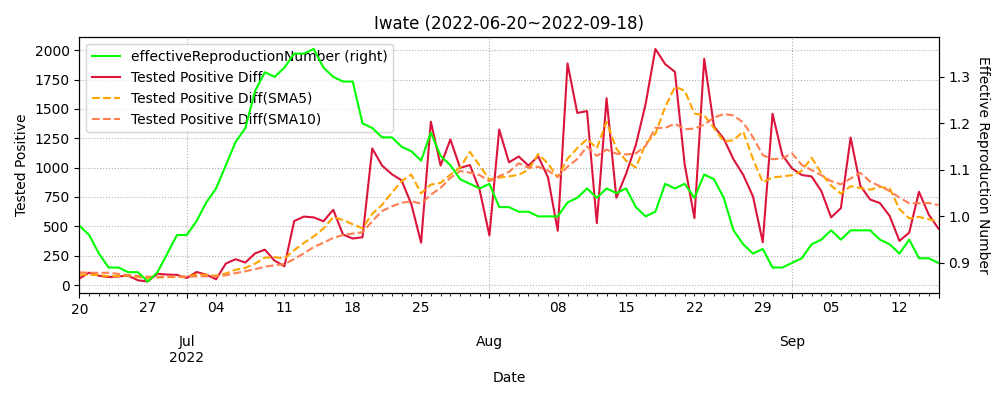 Iwate (2022-06-20~2022-09-18)
effectiveReproductionNumber (right)
Tested Positive Diff
Tested Positive Diff(SMA5)
Tested Positive Diff(SMA10)
Tested Positive
2000
1750
1500
1250
1000
750
500
250
0
1.3
1.2
1.1
1.0
0.9
Effective Reproduction Number
20 27 04 11 18 25 08 15 22 29 05 12
Jul Aug Sep
2022
Date